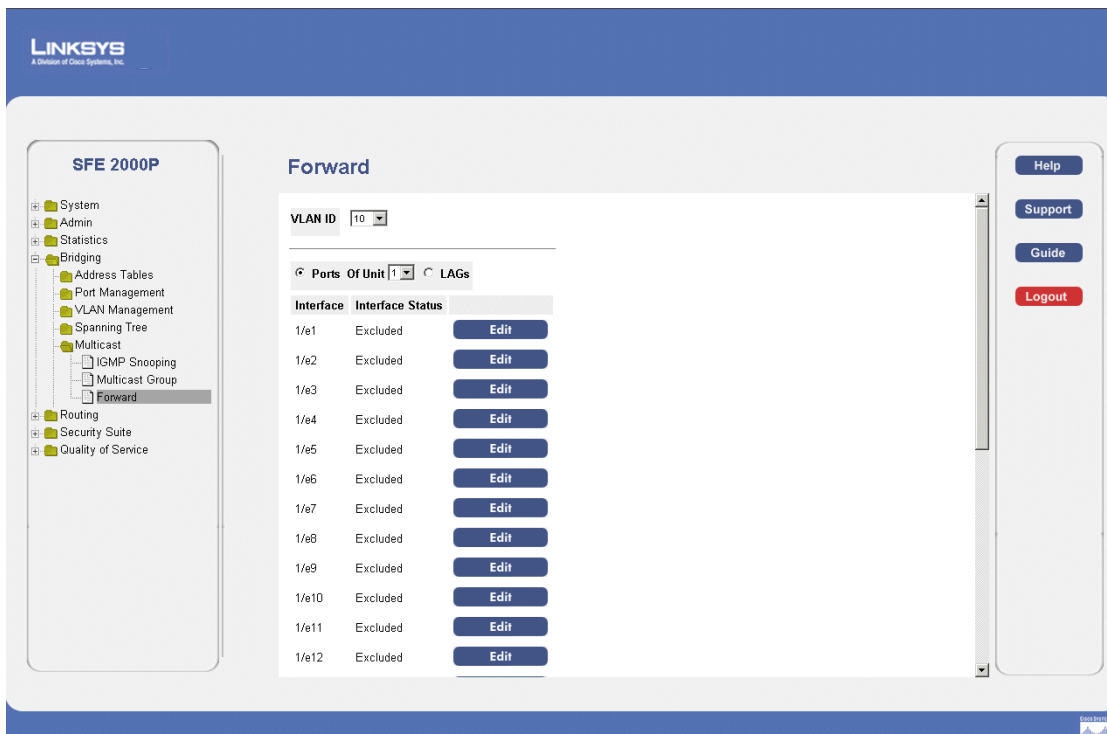 LINKSYS
A Division of Cisco Systems, Inc.
SFE 2000P
System
Admin
Statistics
Bridging
Address Tables
Port Management
VLAN Management
Spanning Tree
Multicast
IGMP Snooping
Multicast Group
Forward
Routing
Security Suite
Quality of Service
Forward
VLAN ID 10
Ports Of Unit 1 LAGs
Interface Interface Status
1/e1 Excluded Edit
1/e2 Excluded Edit
1/e3 Excluded Edit
1/e4 Excluded Edit
1/e5 Excluded Edit
1/e6 Excluded Edit
1/e7 Excluded Edit
1/e8 Excluded Edit
1/e9 Excluded Edit
1/e10 Excluded Edit
1/e11 Excluded Edit
1/e12 Excluded Edit
Help
Support
Guide
Logout